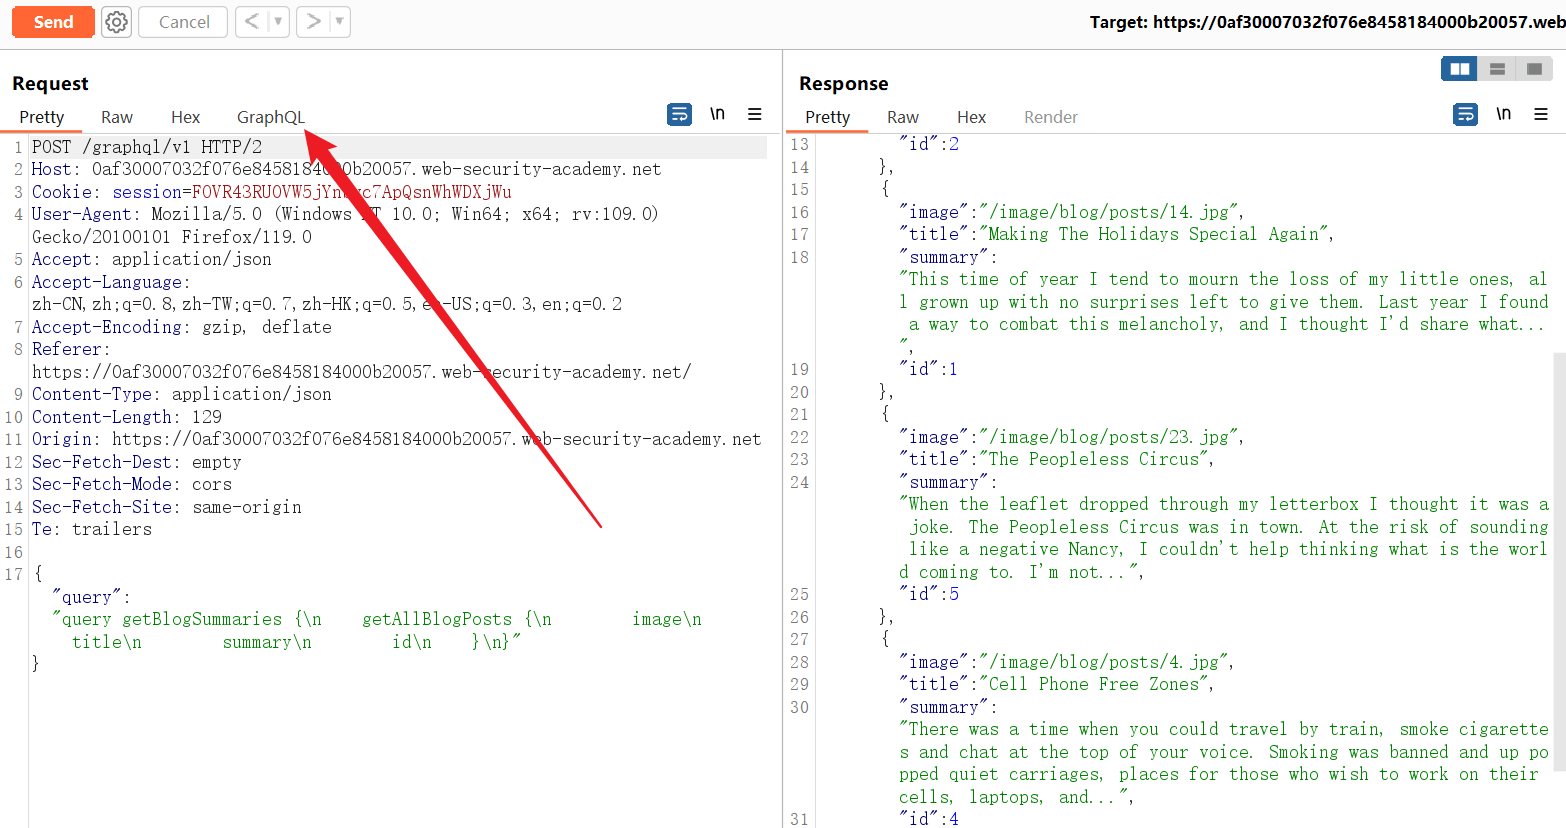 Send
Cancel
Target: https://0af30007032f076e8458184000b20057.web
Request
Pretty Raw Hex GraphQL \n
1 POST /graphql/v1 HTTP/2
2 Host: 0af30007032f076e8458184000b20057.web-security-academy.net
3 Cookie: session=
4 User-Agent: Mozilla/5.0 (Windows NT 10.0; Win64; x64; rv:109.0)
Gecko/20100101 Firefox/119.0
5 Accept: application/json
6 Accept-Language:
zh-CN,zh;q=0.8,zh-TW;q=0.7,zh-HK;q=0.5,en-US;q=0.3,en;q=0.2
7 Accept-Encoding: gzip, deflate
8 Referer:
https://0af30007032f076e8458184000b20057.web-security-academy.net/
9 Content-Type: application/json
10 Content-Length: 129
11 Origin: https://0af30007032f076e8458184000b20057.web-security-academy.net
12 Sec-Fetch-Dest: empty
13 Sec-Fetch-Mode: cors
14 Sec-Fetch-Site: same-origin
15 Te: trailers
16
17 {
"query":
"query getBlogSummaries {\n    getAllBlogPosts {\n        image\n
title\n        summary\n        id\n    }\n}"
}
Response
Pretty Raw Hex Render \n
13 "id":2
14 },
15 {
16 "image":"/image/blog/posts/14.jpg",
17 "title":"Making The Holidays Special Again",
18 "summary":
"This time of year I tend to mourn the loss of my little ones, al
l grown up with no surprises left to give them. Last year I found
a way to combat this melancholy, and I thought I'd share what...
",
19 "id":1
20 },
21 {
22 "image":"/image/blog/posts/23.jpg",
23 "title":"The Peopleless Circus",
24 "summary":
"When the leaflet dropped through my letterbox I thought it was a
joke. The Peopleless Circus was in town. At the risk of sounding
like a negative Nancy, I couldn't help thinking what is the worl
d coming to. I'm not...",
25 "id":5
26 },
27 {
28 "image":"/image/blog/posts/4.jpg",
29 "title":"Cell Phone Free Zones",
30 "summary":
"There was a time when you could travel by train, smoke cigarette
s and chat at the top of your voice. Smoking was banned and up po
pped quiet carriages, places for those who wish to work on their
cells, laptops, and...",
31 "id":4